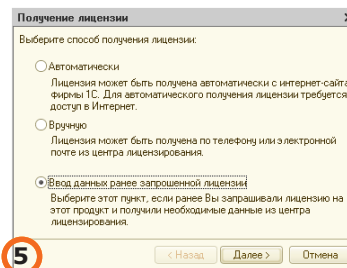 Получение лицензии
Выберите способ получения лицензии:
Автоматически
Лицензия может быть получена автоматически с интернет-сайта
фирмы 1С. Для автоматического получения лицензии требуется
доступ в Интернет.
Вручную
Лицензия может быть получена по телефону или электронной
почте из центра лицензирования.
Ввод данных ранее запрошенной лицензии
Выберите этот пункт, если ранее Вы запрашивали лицензию на
этот продукт и получили необходимые данные из центра
лицензирования.
5
< Назад Далее > Отмена